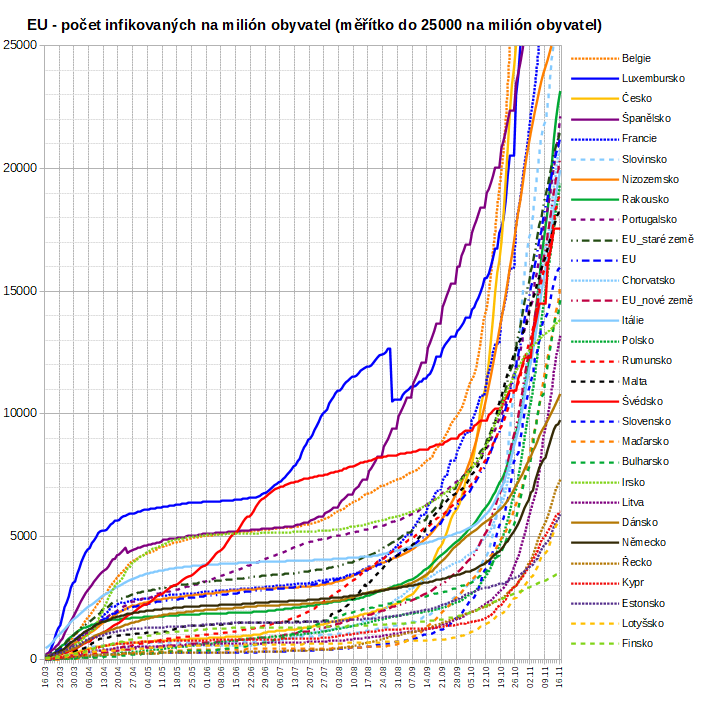 EU - počet infikovaných na milión obyvatel (měřítko do 25000 na milión obyvatel)
25000
20000
15000
10000
5000
0
Belgie
Luxembursko
Česko
Španělsko
Francie
Slovinsko
Nizozemsko
Rakousko
Portugalsko
EU_staré země
EU
Chorvatsko
EU_nové země
Itálie
Polsko
Rumunsko
Malta
Švédsko
Slovensko
Maďarsko
Bulharsko
Irsko
Litva
Dánsko
Německo
Řecko
Kypr
Estonsko
Lotyšsko
Finsko
16.03
23.03
30.03
06.04
13.04
20.04
27.04
04.05
11.05
18.05
25.05
01.06
08.06
15.06
22.06
29.06
06.07
13.07
20.07
27.07
03.08
10.08
17.08
24.08
31.08
07.09
14.09
21.09
28.09
05.10
12.10
19.10
26.10
02.11
09.11
16.11